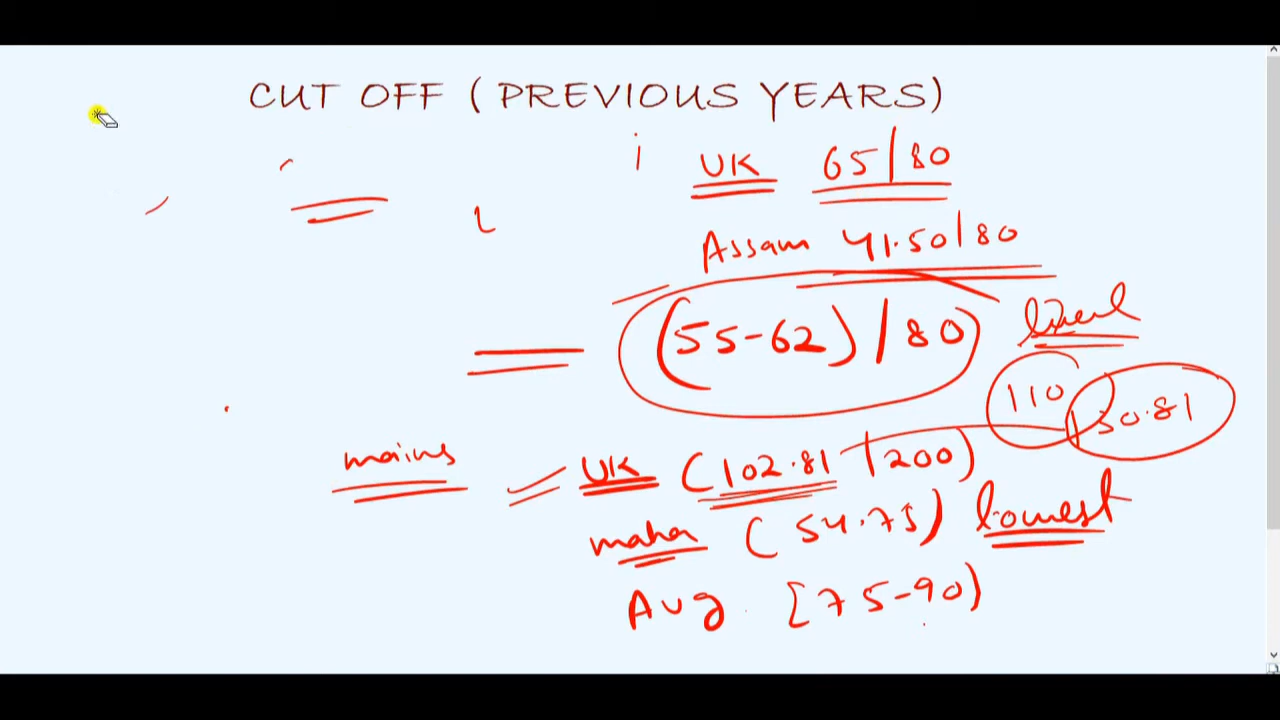 CUT OFF (PREVIOUS YEARS)
UK 65/80
Assam 41.50/80
(55-62)/80
110
130.81
mains UK (102.81/200)
maha (54.75) lowest
Avg [75-90)